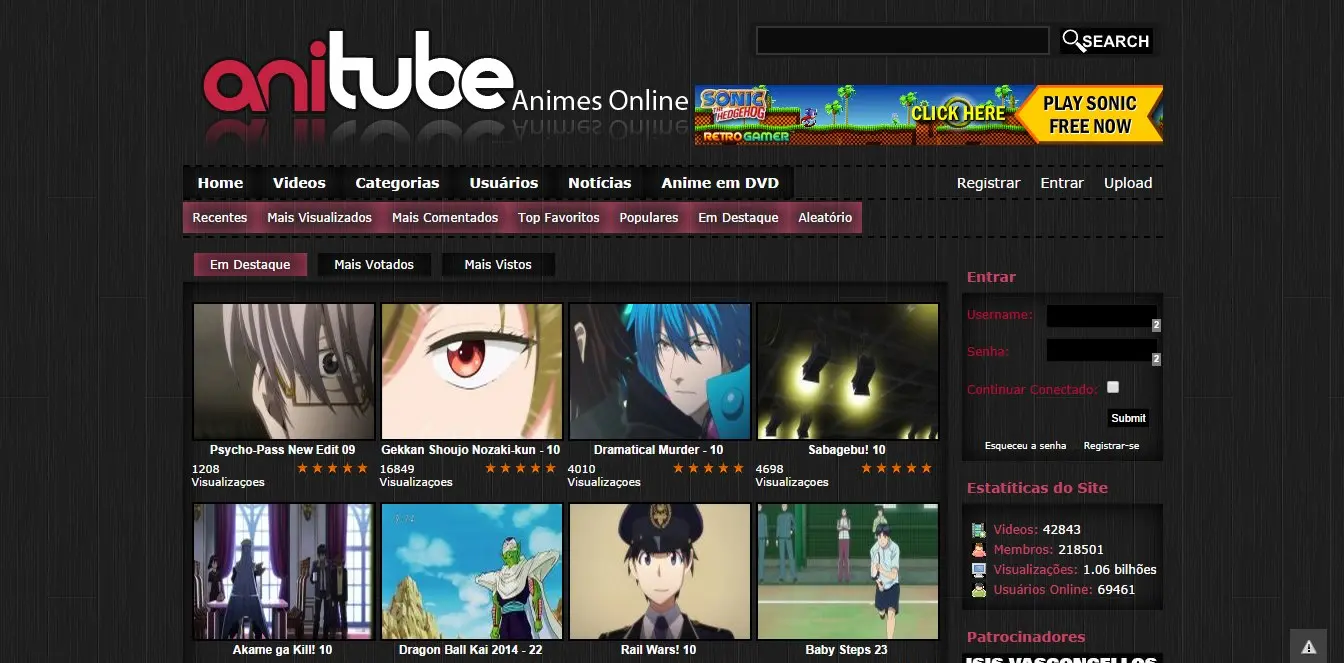 anitube
Animes Online
SEARCH
SONIC
THE HEDGEHOG
RETRO GAMER
CLICK HERE
PLAY SONIC
FREE NOW
Home Videos Categorias Usuários Notícias Anime em DVD
Registrar Entrar Upload
Recentes Mais Visualizados Mais Comentados Top Favoritos Populares Em Destaque Aleatório
Em Destaque Mais Votados Mais Vistos
Psycho-Pass New Edit 09
1208
Visualizaçoes
Gekkan Shoujo Nozaki-kun - 10
16849
Visualizaçoes
Dramatical Murder - 10
4010
Visualizaçoes
Sabagebu! 10
4698
Visualizaçoes
Akame ga Kill! 10
Dragon Ball Kai 2014 - 22
Rail Wars! 10
Baby Steps 23
Entrar
Username:
2
Senha:
2
Continuar Conectado:
Submit
Esqueceu a senha Registrar-se
Estatíticas do Site
Videos: 42843
Membros: 218501
Visualizações: 1.06 bilhões
Usuários Online: 69461
Patrocinadores
ISIS VASCONCELLOS